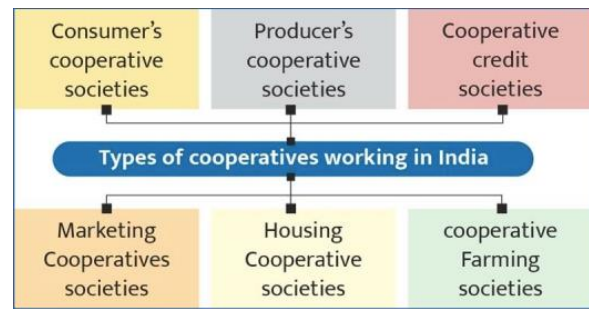 Consumer’s
cooperative
societies
Producer’s
cooperative
societies
Cooperative
credit
societies
Types of cooperatives working in India
Marketing
Cooperatives
societies
Housing
Cooperative
societies
cooperative
Farming
societies